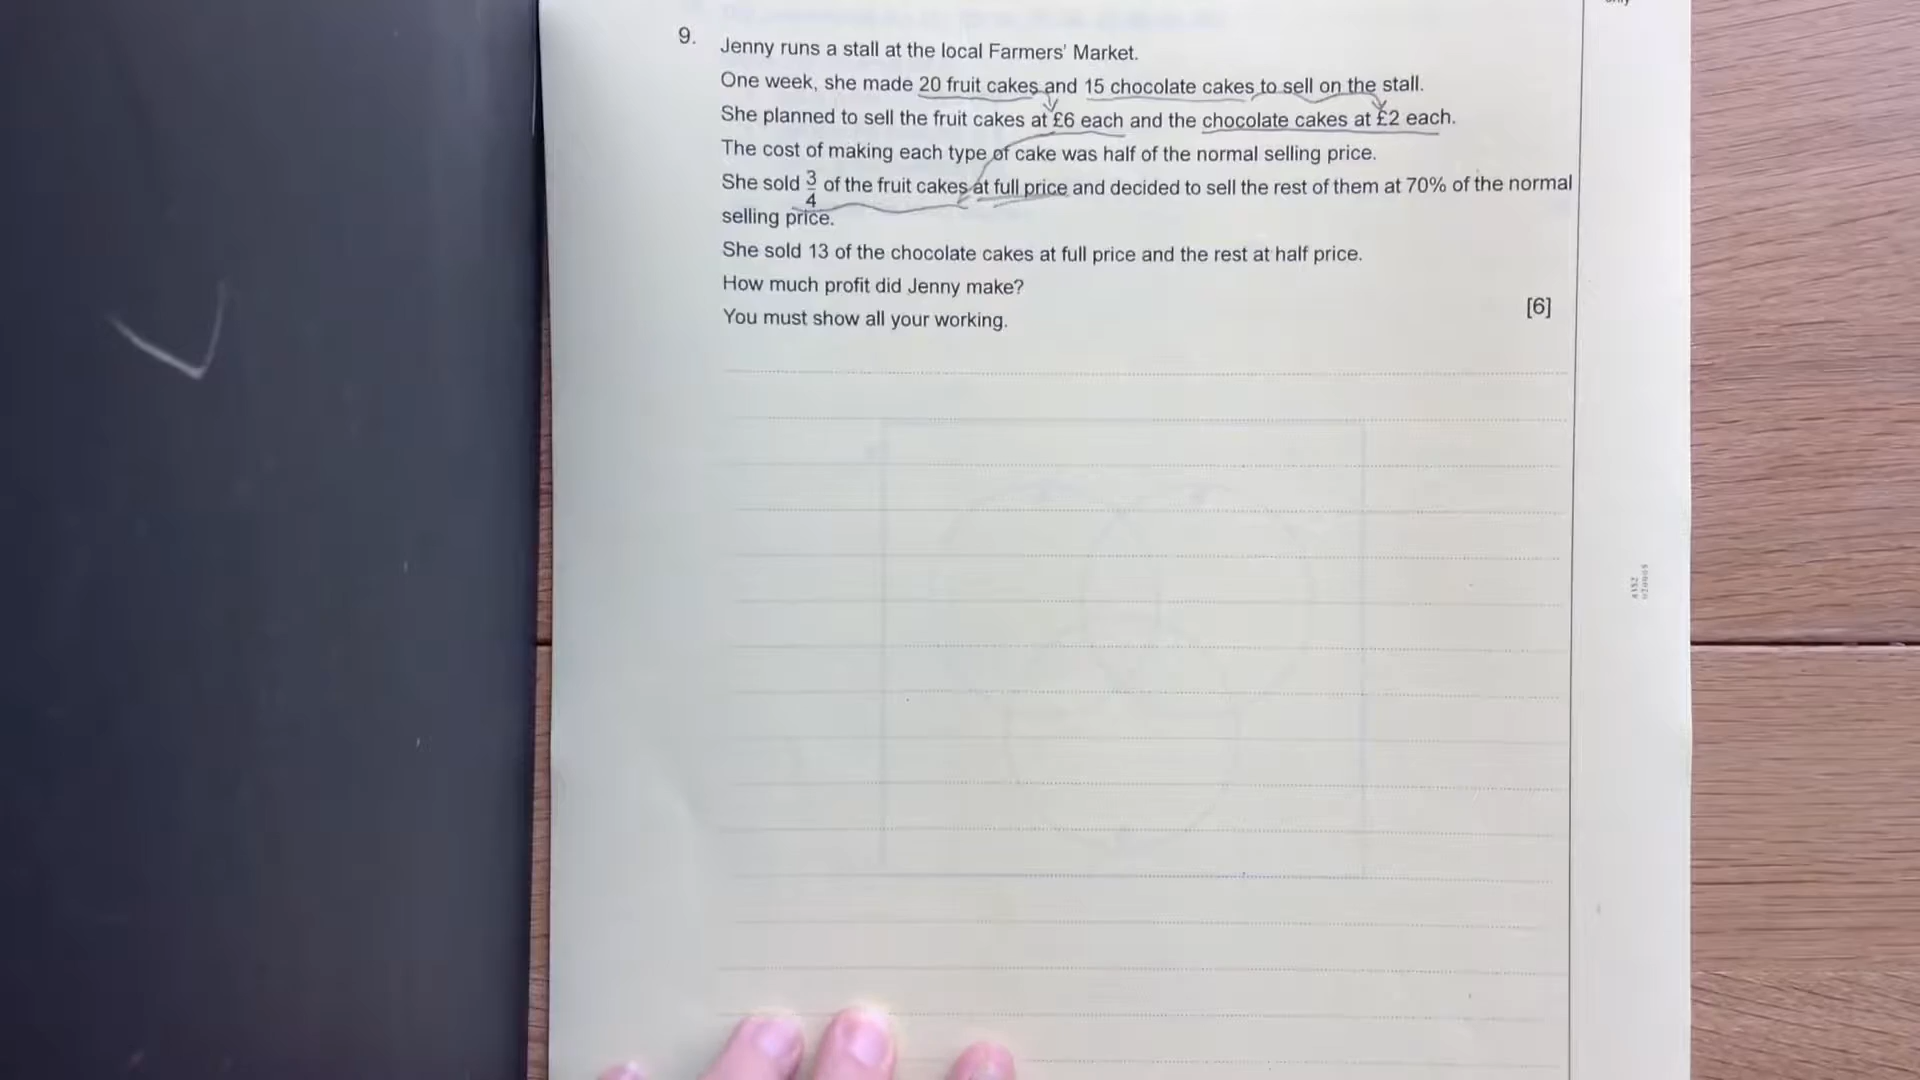 9.
Jenny runs a stall at the local Farmers' Market.
One week, she made 20 fruit cakes and 15 chocolate cakes to sell on the stall.
She planned to sell the fruit cakes at £6 each and the chocolate cakes at £2 each.
The cost of making each type of cake was half of the normal selling price.
She sold 3/4 of the fruit cakes at full price and decided to sell the rest of them at 70% of the normal
selling price.
She sold 13 of the chocolate cakes at full price and the rest at half price.
How much profit did Jenny make?
You must show all your working.
[6]